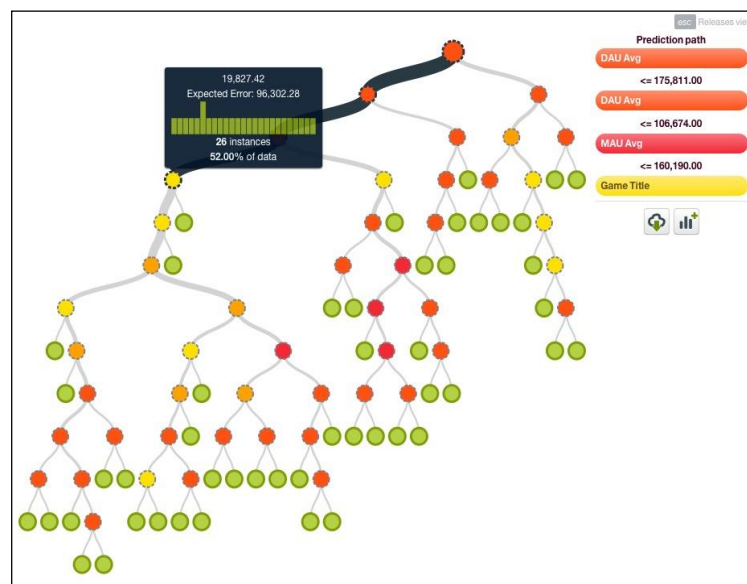 esc Releases vie
Prediction path
DAU Avg
<= 175,811.00
DAU Avg
<= 106,674.00
MAU Avg
<= 160,190.00
Game Title
19,827.42
Expected Error: 96,302.28
26 instances
52.00% of data